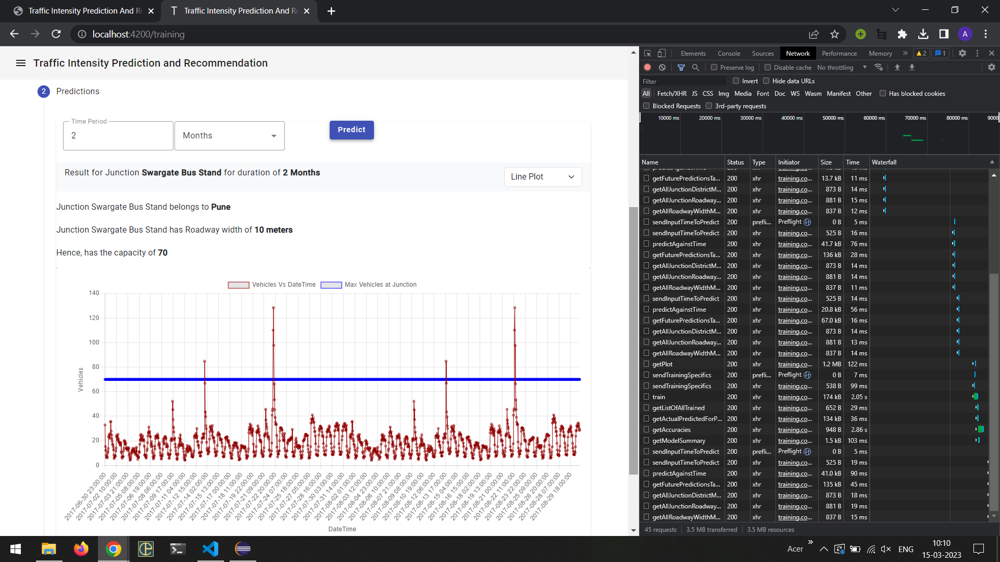 Traffic Intensity Prediction And Re
Traffic Intensity Prediction And Re
localhost:4200/training
A
Traffic Intensity Prediction and Recommendation
2 Predictions
Time Period
2
Months
Predict
Result for Junction Swargate Bus Stand for duration of 2 Months
Line Plot
Junction Swargate Bus Stand belongs to Pune
Junction Swargate Bus Stand has Roadway width of 10 meters
Hence, has the capacity of 70
Vehicles Vs DateTime Max Vehicles at Junction
140
120
100
80
60
40
20
0
Vehicles
2017-06-30 23:00:00
2017-07-02 10:00:00
2017-07-03 21:00:00
2017-07-05 08:00:00
2017-07-06 19:00:00
2017-07-08 06:00:00
2017-07-09 17:00:00
2017-07-11 04:00:00
2017-07-12 15:00:00
2017-07-14 02:00:00
2017-07-15 13:00:00
2017-07-17 00:00:00
2017-07-18 11:00:00
2017-07-19 22:00:00
2017-07-21 09:00:00
2017-07-22 20:00:00
2017-07-24 07:00:00
2017-07-25 18:00:00
2017-07-27 05:00:00
2017-07-28 16:00:00
2017-07-30 03:00:00
2017-07-31 14:00:00
2017-08-02 01:00:00
2017-08-03 12:00:00
2017-08-04 23:00:00
2017-08-06 10:00:00
2017-08-07 21:00:00
2017-08-09 08:00:00
2017-08-10 19:00:00
2017-08-12 06:00:00
2017-08-13 17:00:00
2017-08-15 04:00:00
2017-08-16 15:00:00
2017-08-18 02:00:00
2017-08-19 13:00:00
2017-08-21 00:00:00
2017-08-22 11:00:00
2017-08-23 22:00:00
2017-08-25 09:00:00
2017-08-26 20:00:00
2017-08-28 07:00:00
2017-08-29 18:00:00
DateTime
Elements Console Sources Network Performance Memory 2 1
Preserve log Disable cache No throttling
Filter Invert Hide data URLs
All Fetch/XHR JS CSS Img Media Font Doc WS Wasm Manifest Other Has blocked cookies
Blocked Requests 3rd-party requests
10000 ms 20000 ms 30000 ms 40000 ms 50000 ms 60000 ms 70000 ms 80000 ms 9000
Name Status Type Initiator Size Time Waterfall
getFuturePredictionsTa... 200 xhr training.co... 13.7 kB 11 ms
getAllJunctionDistrictM... 200 xhr training.co... 873 B 14 ms
getAllJunctionRoadway... 200 xhr training.co... 881 B 15 ms
getAllRoadwayWidthM... 200 xhr training.co... 837 B 12 ms
sendInputTimeToPredict 200 prefli... Preflight 0 B 5 ms
sendInputTimeToPredict 200 xhr training.co... 525 B 16 ms
predictAgainstTime 200 xhr training.co... 41.7 kB 76 ms
getFuturePredictionsTa... 200 xhr training.co... 136 kB 28 ms
getAllJunctionDistrictM... 200 xhr training.co... 873 B 14 ms
getAllJunctionRoadway... 200 xhr training.co... 881 B 14 ms
getAllRoadwayWidthM... 200 xhr training.co... 837 B 11 ms
sendInputTimeToPredict 200 xhr training.co... 525 B 14 ms
predictAgainstTime 200 xhr training.co... 20.8 kB 56 ms
getFuturePredictionsTa... 200 xhr training.co... 67.0 kB 16 ms
getAllJunctionDistrictM... 200 xhr training.co... 873 B 14 ms
getAllJunctionRoadway... 200 xhr training.co... 881 B 13 ms
getAllRoadwayWidthM... 200 xhr training.co... 837 B 14 ms
getPlot 200 xhr training.co... 1.2 MB 122 ms
sendTrainingSpecifics 200 prefli... Preflight 0 B 7 ms
sendTrainingSpecifics 200 xhr training.co... 538 B 99 ms
train 200 xhr training.co... 174 kB 2.05 s
getListOfAllTrained 200 xhr training.co... 652 B 29 ms
getActualPredictedForP... 200 xhr training.co... 134 kB 36 ms
getAccuracies 200 xhr training.co... 948 B 2.86 s
getModelSummary 200 xhr training.co... 1.5 kB 103 ms
sendInputTimeToPredict 200 prefli... Preflight 0 B 5 ms
sendInputTimeToPredict 200 xhr training.co... 525 B 19 ms
predictAgainstTime 200 xhr training.co... 41.0 kB 90 ms
getFuturePredictionsTa... 200 xhr training.co... 135 kB 45 ms
getAllJunctionDistrictM... 200 xhr training.co... 873 B 18 ms
getAllJunctionRoadway... 200 xhr training.co... 881 B 19 ms
getAllRoadwayWidthM... 200 xhr training.co... 837 B 15 ms
45 requests 3.5 MB transferred 3.5 MB resources
Acer ENG 10:10
15-03-2023